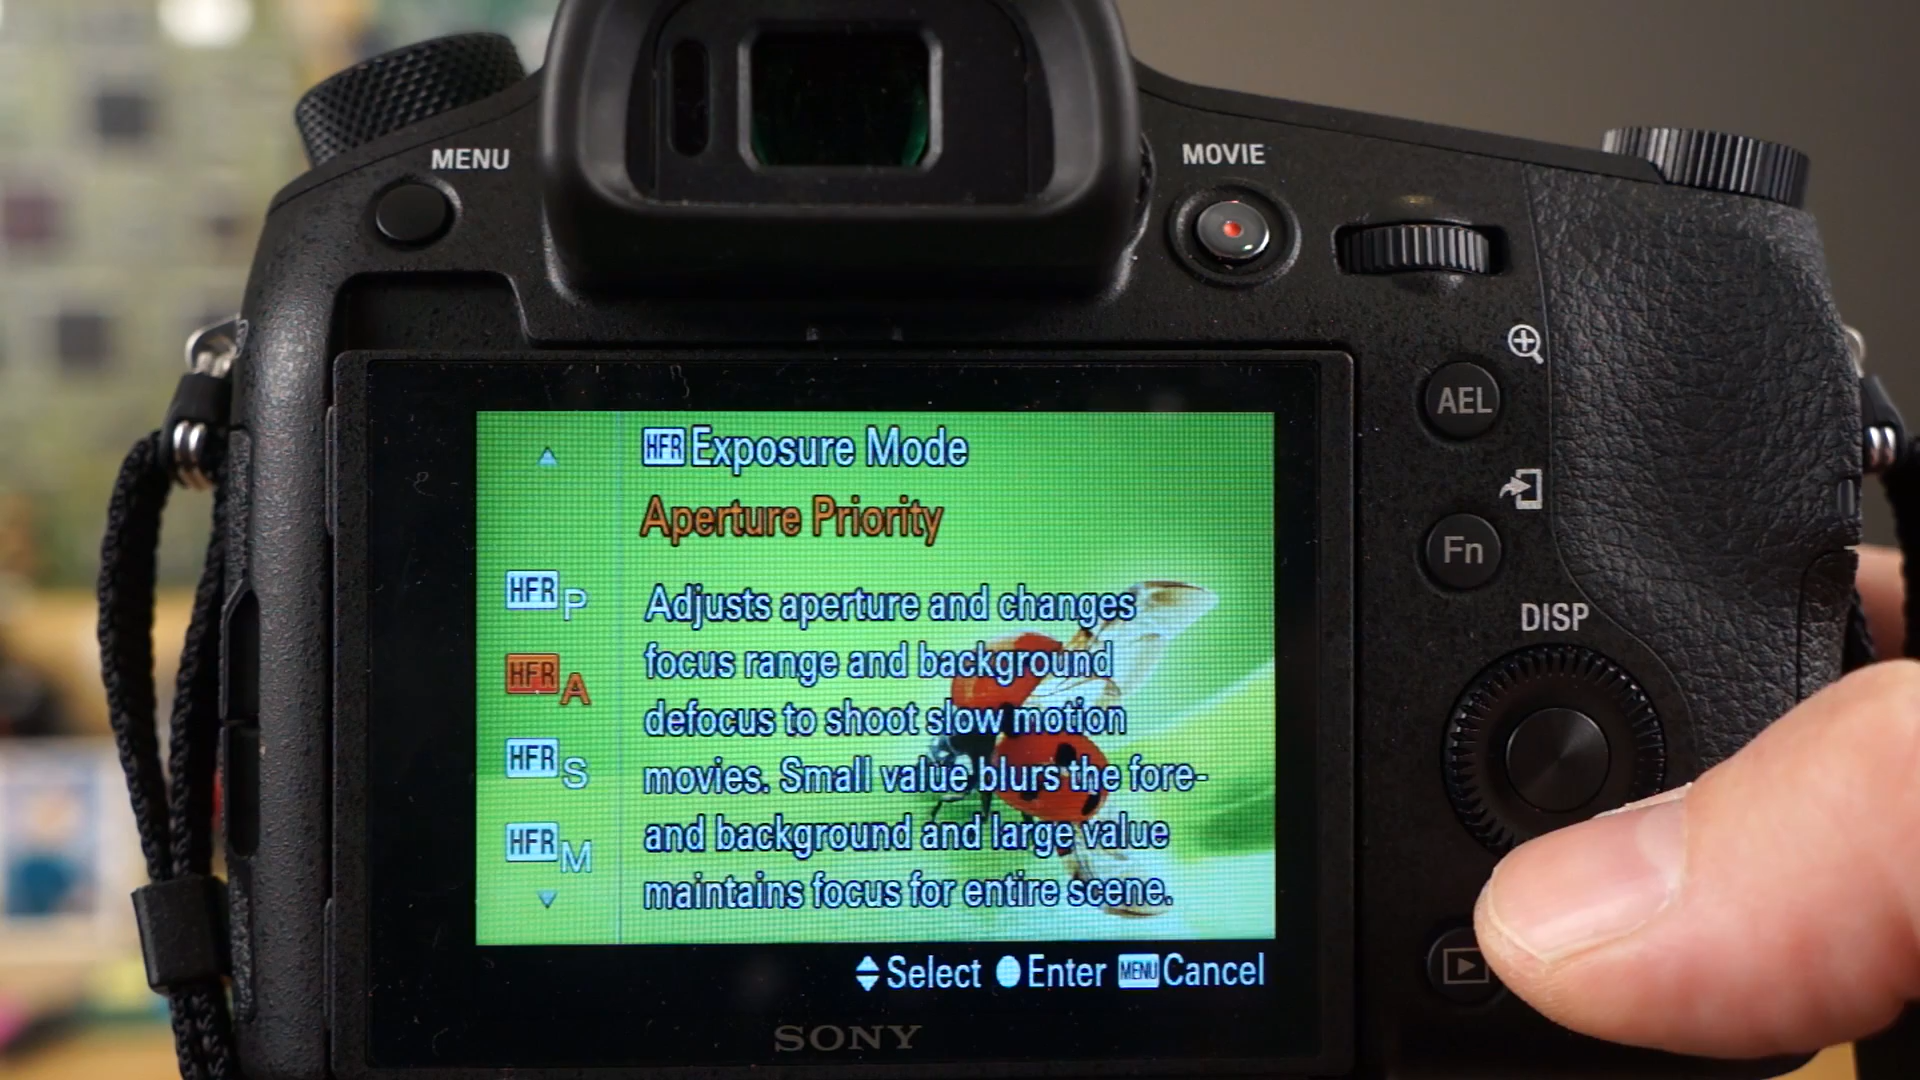 MENU
MOVIE
AEL
Fn
DISP
HFR Exposure Mode
Aperture Priority
HFR P
HFR A
HFR S
HFR M
Adjusts aperture and changes
focus range and background
defocus to shoot slow motion
movies. Small value blurs the fore-
and background and large value
maintains focus for entire scene.
Select Enter MENU Cancel
SONY